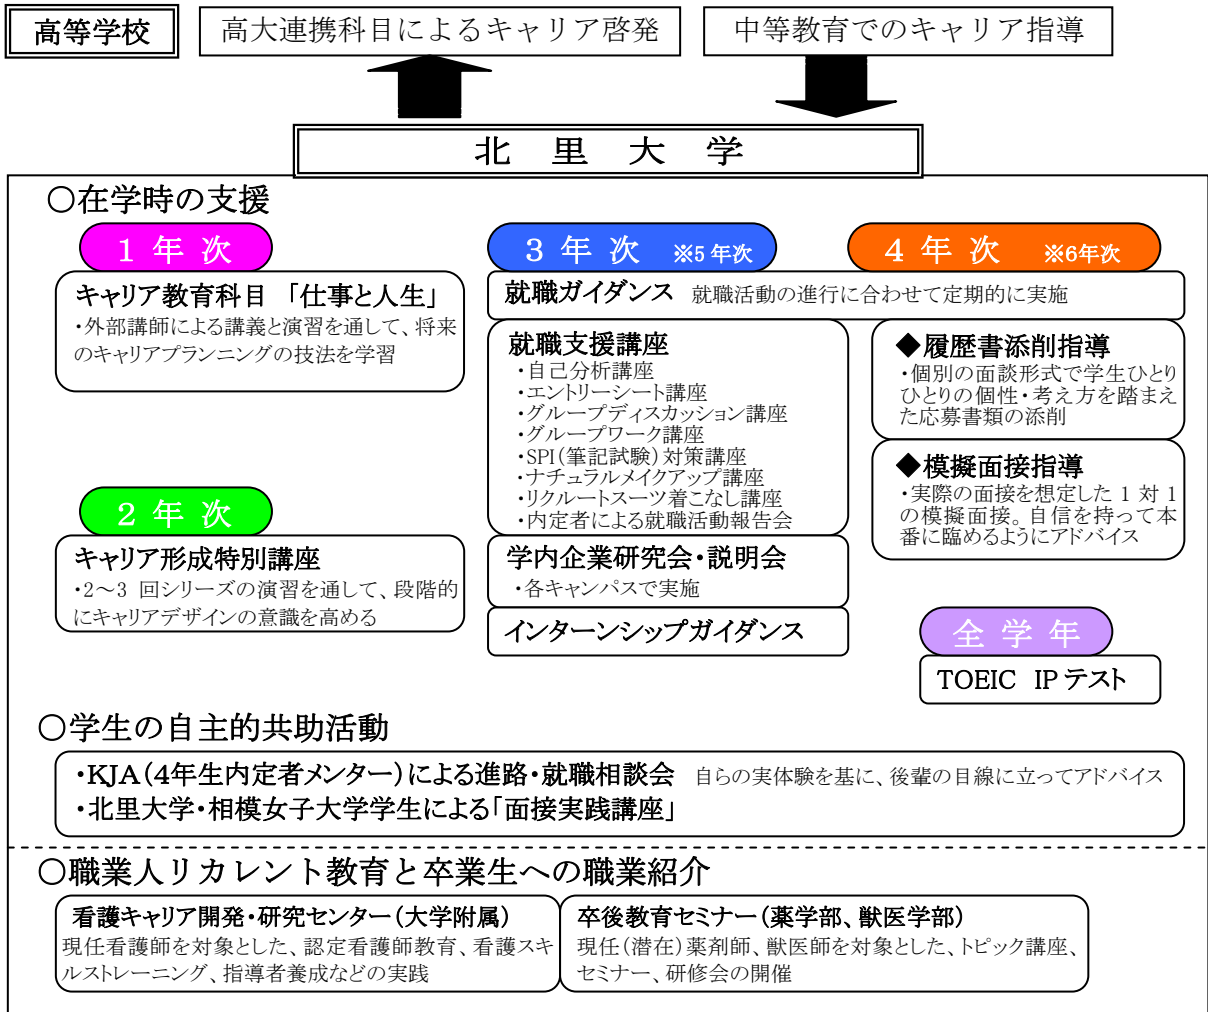 高等学校
高大連携科目によるキャリア啓発
中等教育でのキャリア指導
北 里 大 学
○在学時の支援
1 年 次
キャリア教育科目 「仕事と人生」
・外部講師による講義と演習を通して、将来
のキャリアプランニングの技法を学習
2 年 次
キャリア形成特別講座
・2～3 回シリーズの演習を通して、段階的
にキャリアデザインの意識を高める
3 年 次 ※5 年次
4 年 次 ※6年次
就職ガイダンス 就職活動の進行に合わせて定期的に実施
就職支援講座
・自己分析講座
・エントリーシート講座
・グループディスカッション講座
・グループワーク講座
・SPI（筆記試験）対策講座
・ナチュラルメイクアップ講座
・リクルートスーツ着こなし講座
・内定者による就職活動報告会
学内企業研究会・説明会
・各キャンパスで実施
インターンシップガイダンス
◆履歴書添削指導
・個別の面談形式で学生ひとり
ひとりの個性・考え方を踏まえ
た応募書類の添削
◆模擬面接指導
・実際の面接を想定した 1 対 1
の模擬面接。自信を持って本
番に臨めるようにアドバイス
全 学 年
TOEIC IP テスト
○学生の自主的共助活動
・KJA（4年生内定者メンター）による進路・就職相談会 自らの実体験を基に、後輩の目線に立ってアドバイス
・北里大学・相模女子大学学生による「面接実践講座」
○職業人リカレント教育と卒業生への職業紹介
看護キャリア開発・研究センター（大学附属）
現任看護師を対象とした、認定看護師教育、看護スキ
ルストレーニング、指導者養成などの実践
卒後教育セミナー（薬学部、獣医学部）
現任（潜在）薬剤師、獣医師を対象とした、トピック講座、
セミナー、研修会の開催